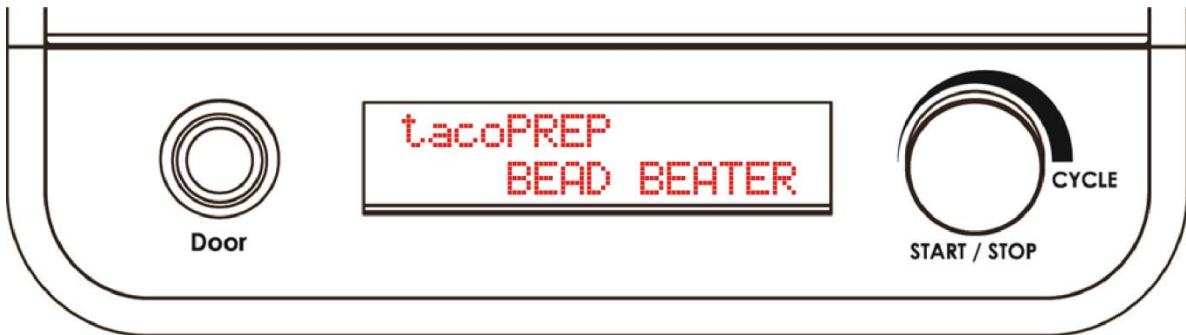 tacoPREP
BEAD BEATER
Door
CYCLE
START / STOP